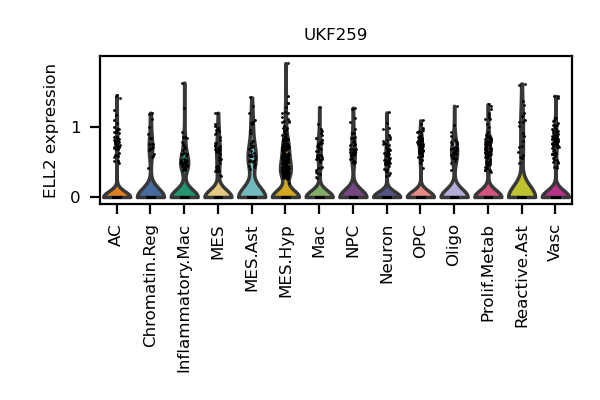 UKF259
ELL2 expression
1
0
AC
Chromatin.Reg
Inflammatory.Mac
MES
MES.Ast
MES.Hyp
Mac
NPC
Neuron
OPC
Oligo
Prolif.Metab
Reactive.Ast
Vasc